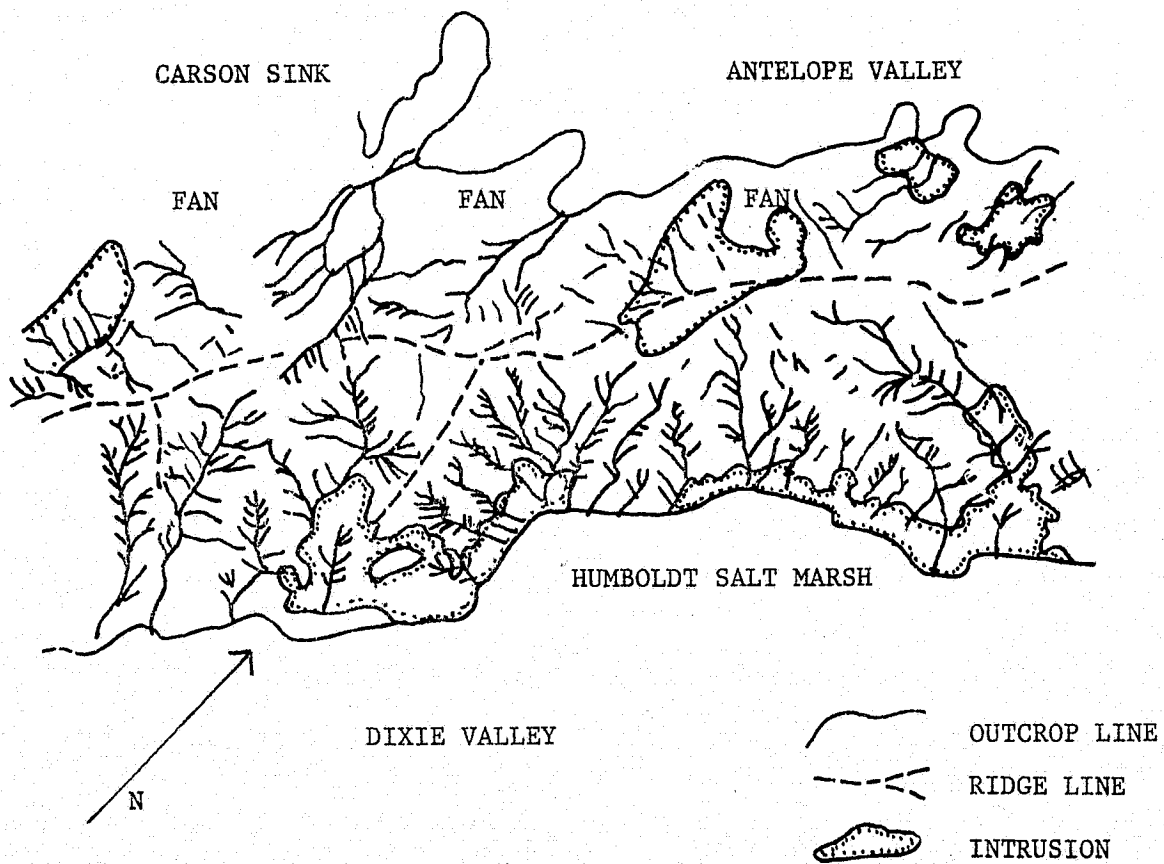 CARSON SINK
ANTELOPE VALLEY
FAN
FAN
FAN
HUMBOLDT SALT MARSH
DIXIE VALLEY
N
OUTCROP LINE
RIDGE LINE
INTRUSION